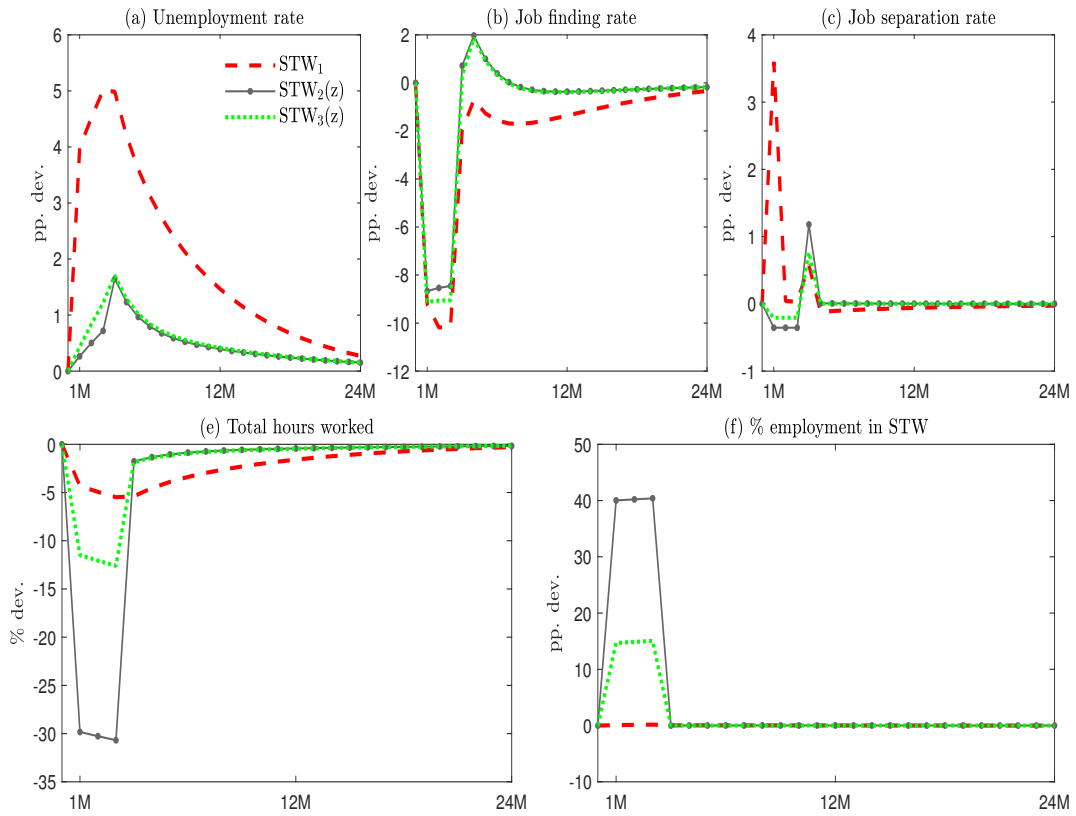 (a) Unemployment rate
6
5
4
3
2
1
0
pp. dev.
1M 12M 24M
STW₁
STW₂(z)
STW₃(z)
(b) Job finding rate
2
0
-2
-4
-6
-8
-10
-12
pp. dev.
1M 12M 24M
(c) Job separation rate
4
3
2
1
0
-1
pp. dev.
1M 12M 24M
(e) Total hours worked
0
-5
-10
-15
-20
-25
-30
-35
% dev.
1M 12M 24M
(f) % employment in STW
50
40
30
20
10
0
-10
pp. dev.
1M 12M 24M